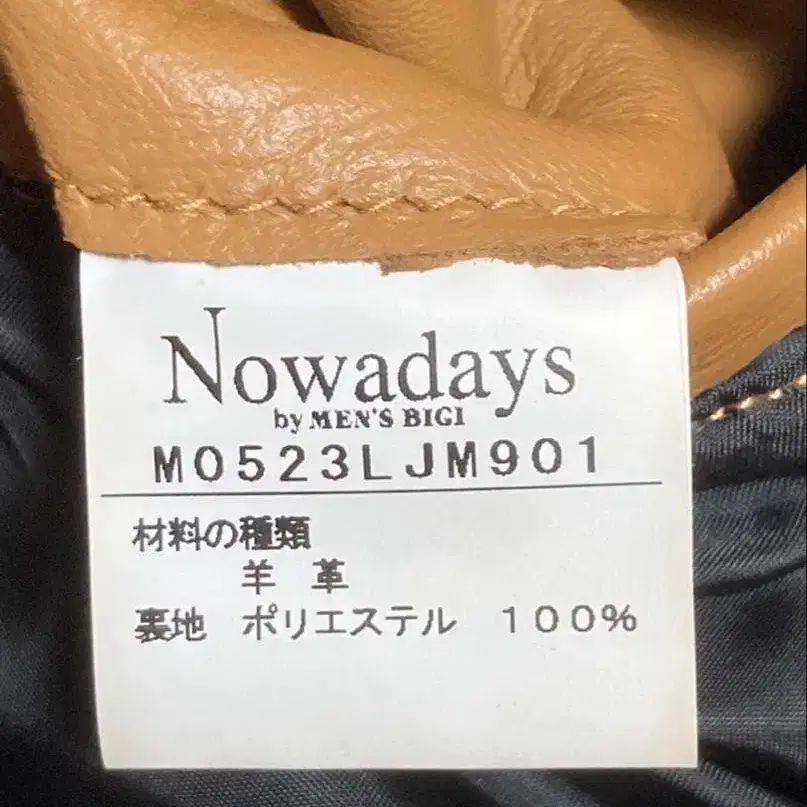 Nowadays
by MEN'S BIGI
M0523LJM901
材料の種類
羊 革
裏地 ポリエステル 100%